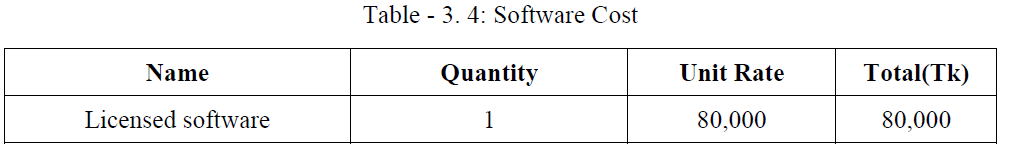 Table - 3. 4: Software Cost
Name Quantity Unit Rate Total(Tk)
Licensed software 1 80,000 80,000